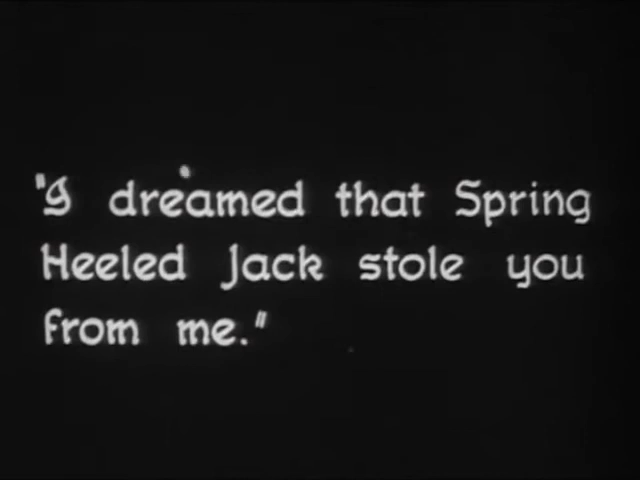 "I dreamed that Spring
Heeled Jack stole you
from me."